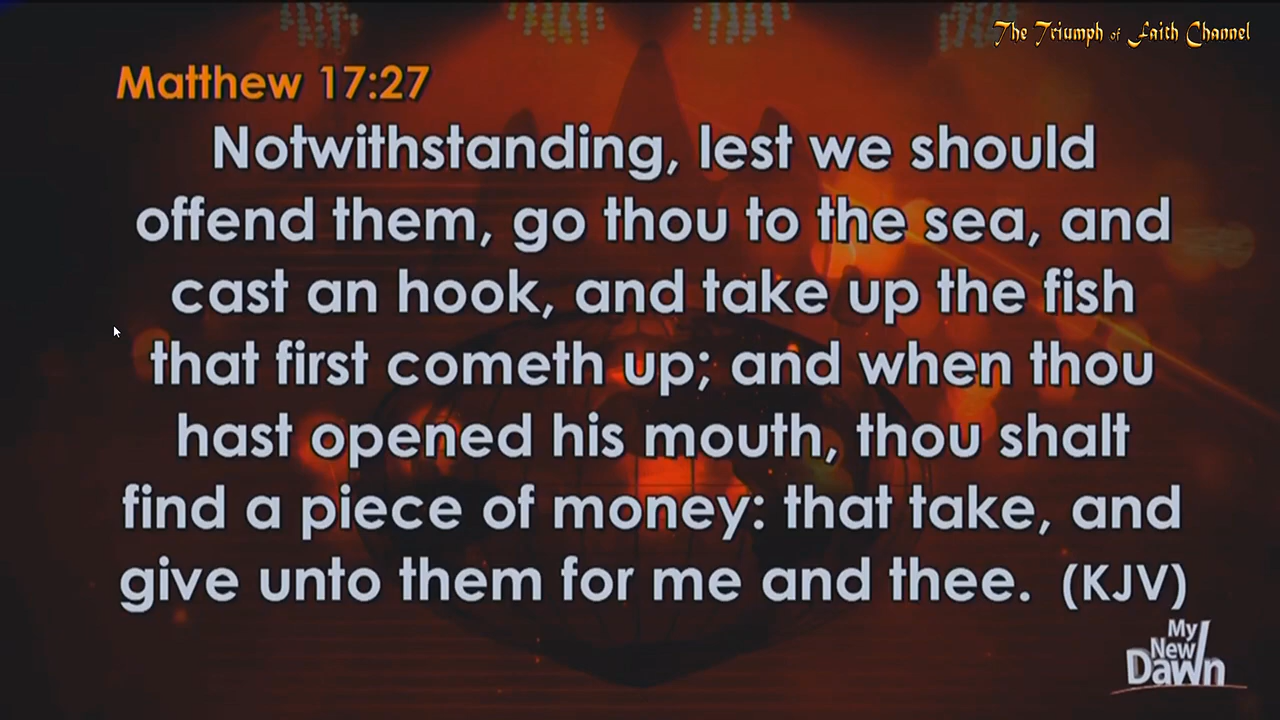 The Triumph of Faith Channel
Matthew 17:27
Notwithstanding, lest we should
offend them, go thou to the sea, and
cast an hook, and take up the fish
that first cometh up; and when thou
hast opened his mouth, thou shalt
find a piece of money: that take, and
give unto them for me and thee. (KJV)
My
New
Dawn